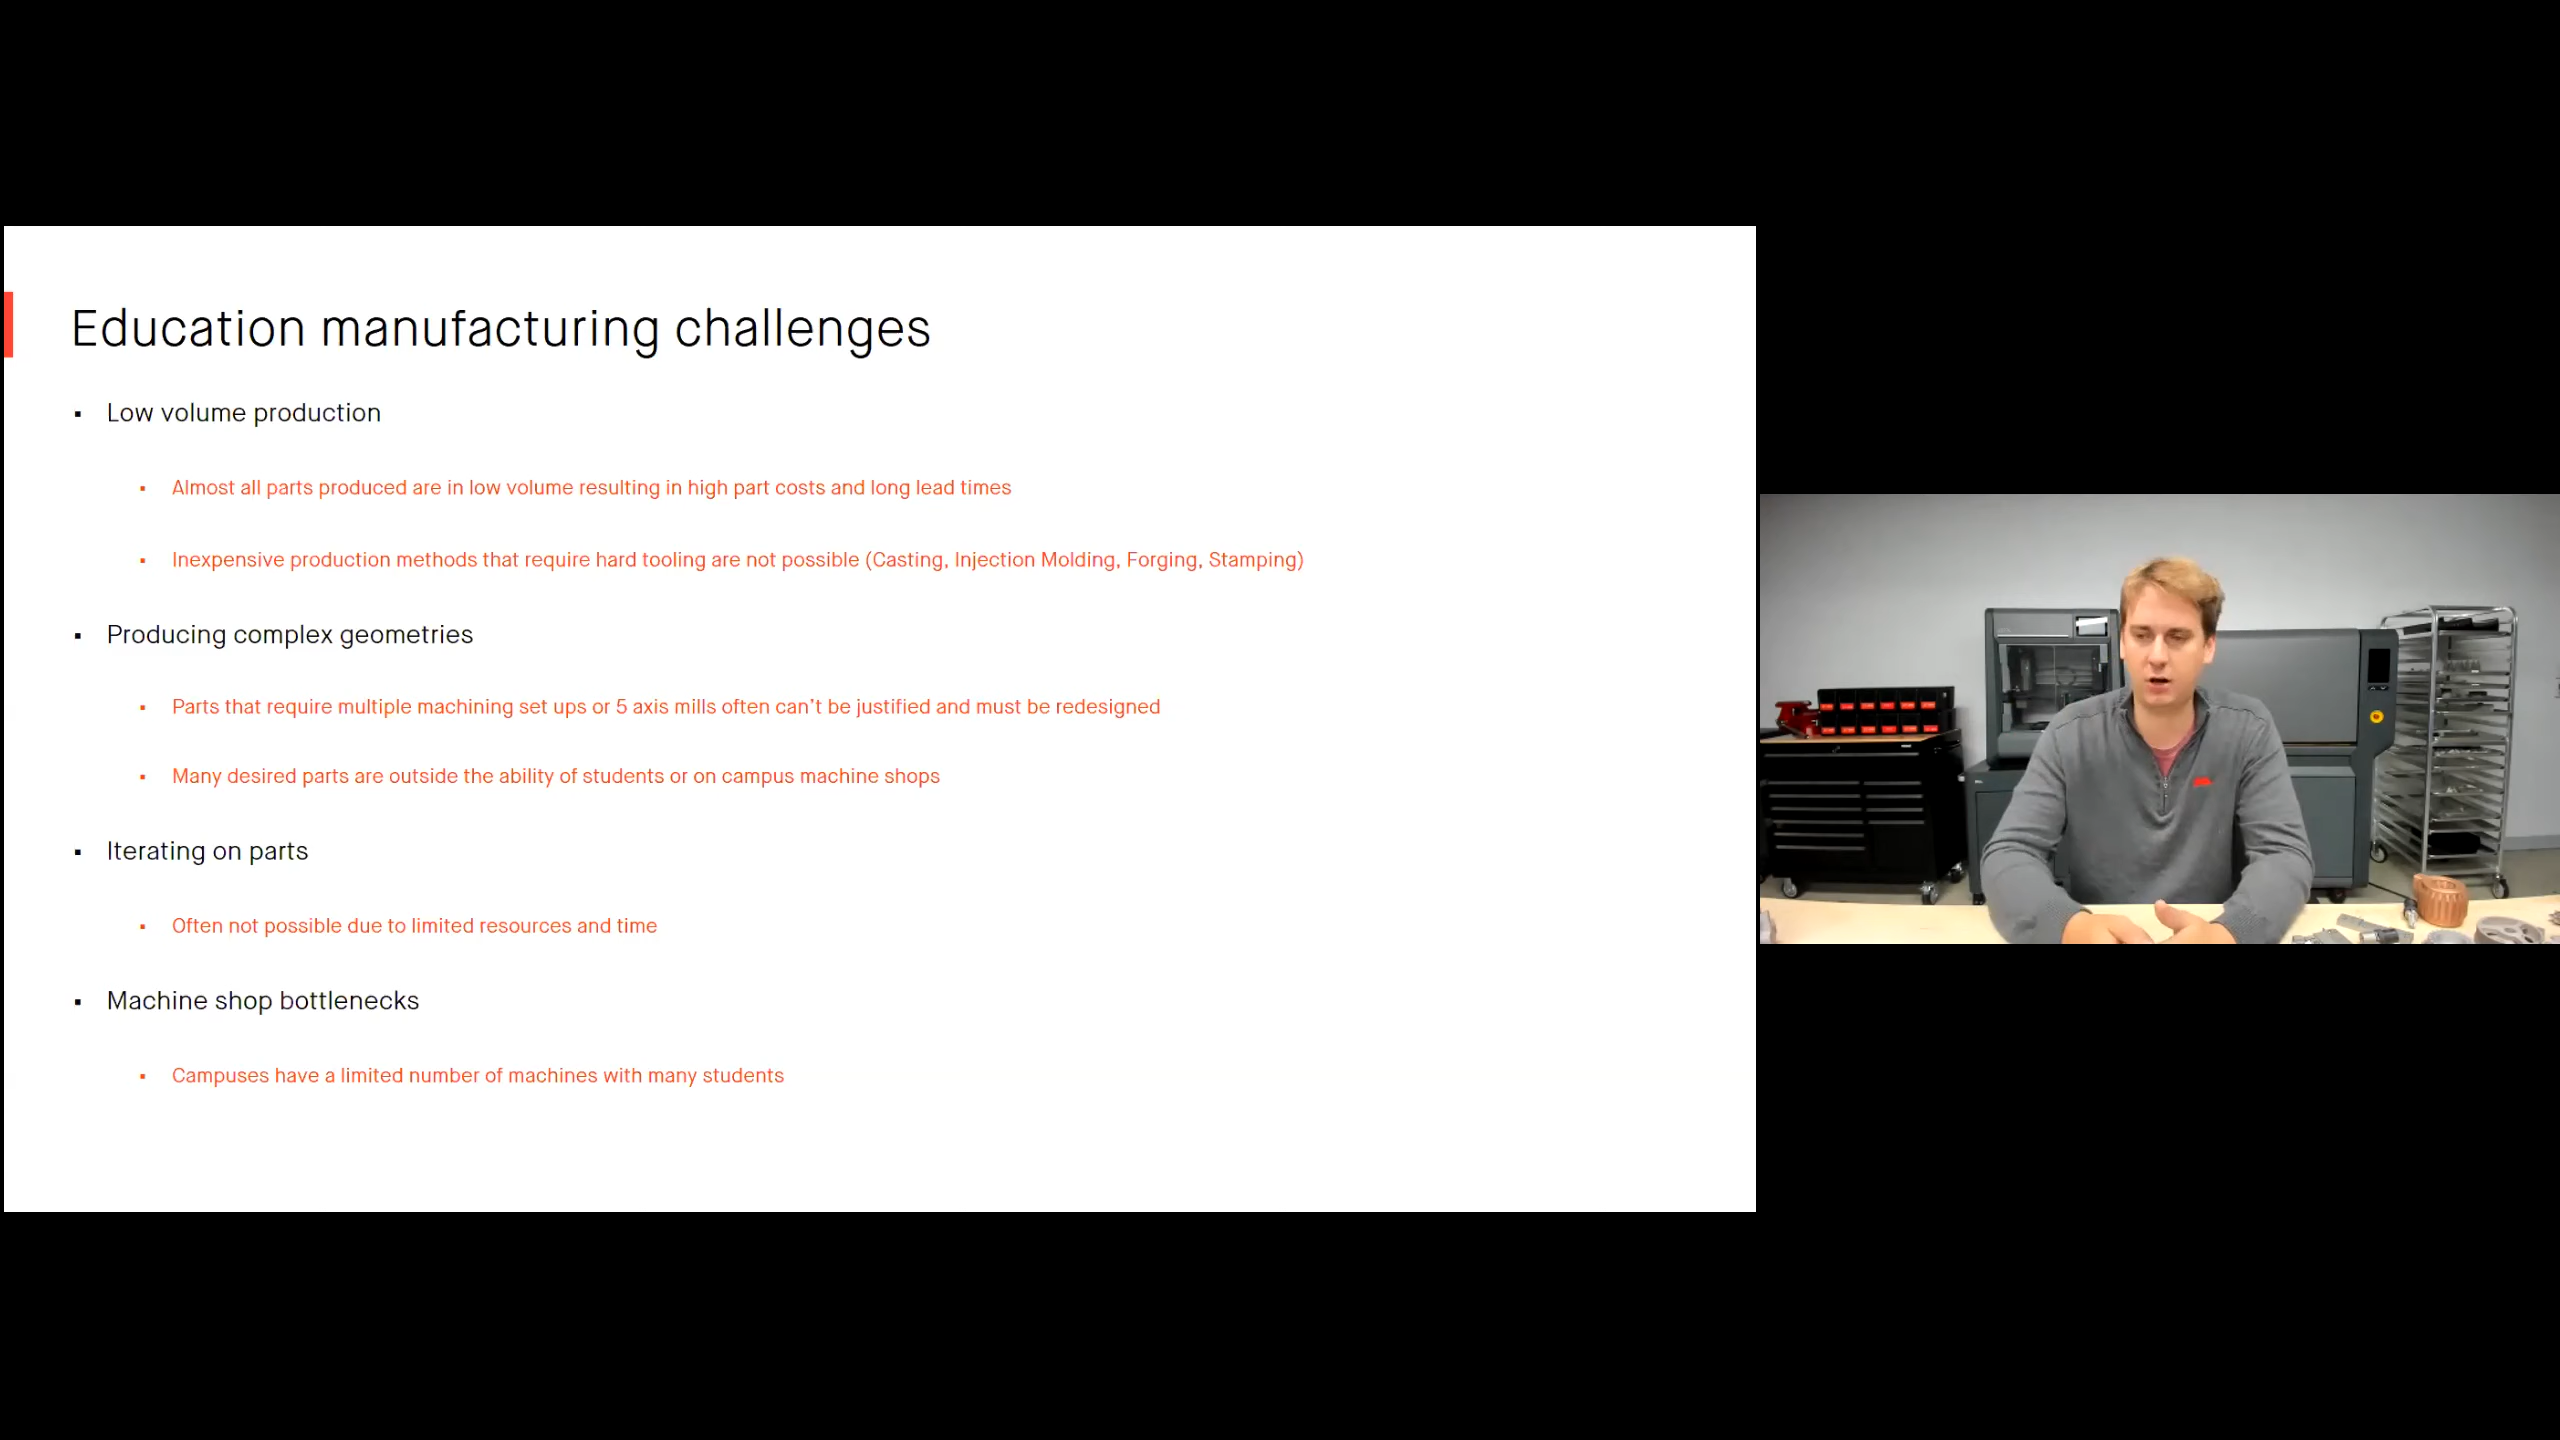 Education manufacturing challenges
▪ Low volume production
▪ Almost all parts produced are in low volume resulting in high part costs and long lead times
▪ Inexpensive production methods that require hard tooling are not possible (Casting, Injection Molding, Forging, Stamping)
▪ Producing complex geometries
▪ Parts that require multiple machining set ups or 5 axis mills often can't be justified and must be redesigned
▪ Many desired parts are outside the ability of students or on campus machine shops
▪ Iterating on parts
▪ Often not possible due to limited resources and time
▪ Machine shop bottlenecks
▪ Campuses have a limited number of machines with many students